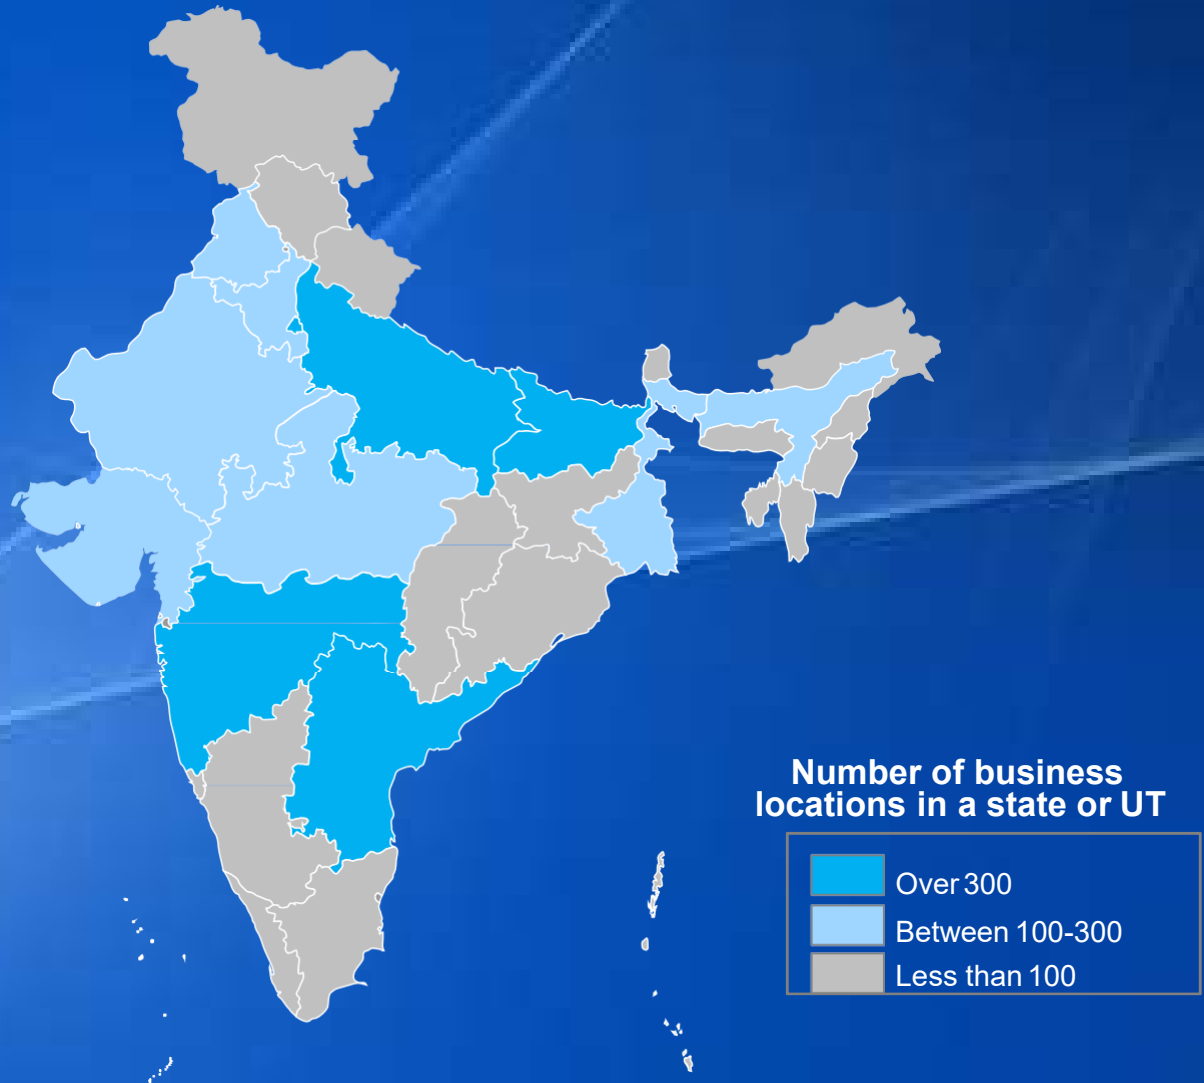 Number of business
locations in a state or UT
Over 300
Between 100-300
Less than 100